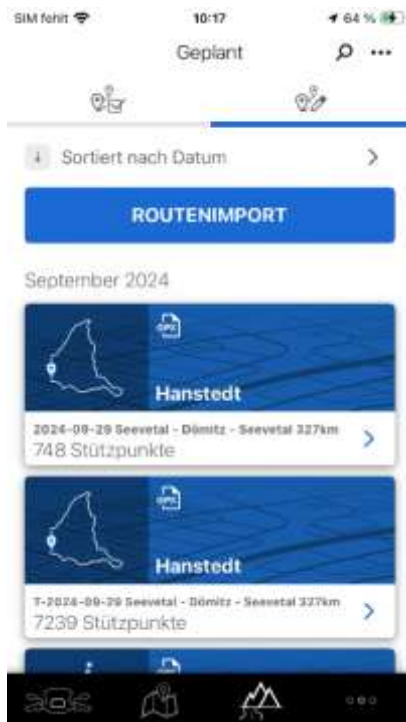 SIM fehlt 10:17 64 %
Geplant
Sortiert nach Datum
ROUTENIMPORT
September 2024
GPX
Hanstedt
2024-09-29 Seevetal - Dömitz - Seevetal 327km
748 Stützpunkte
GPX
Hanstedt
T-2024-09-29 Seevetal - Dömitz - Seevetal 327km
7239 Stützpunkte